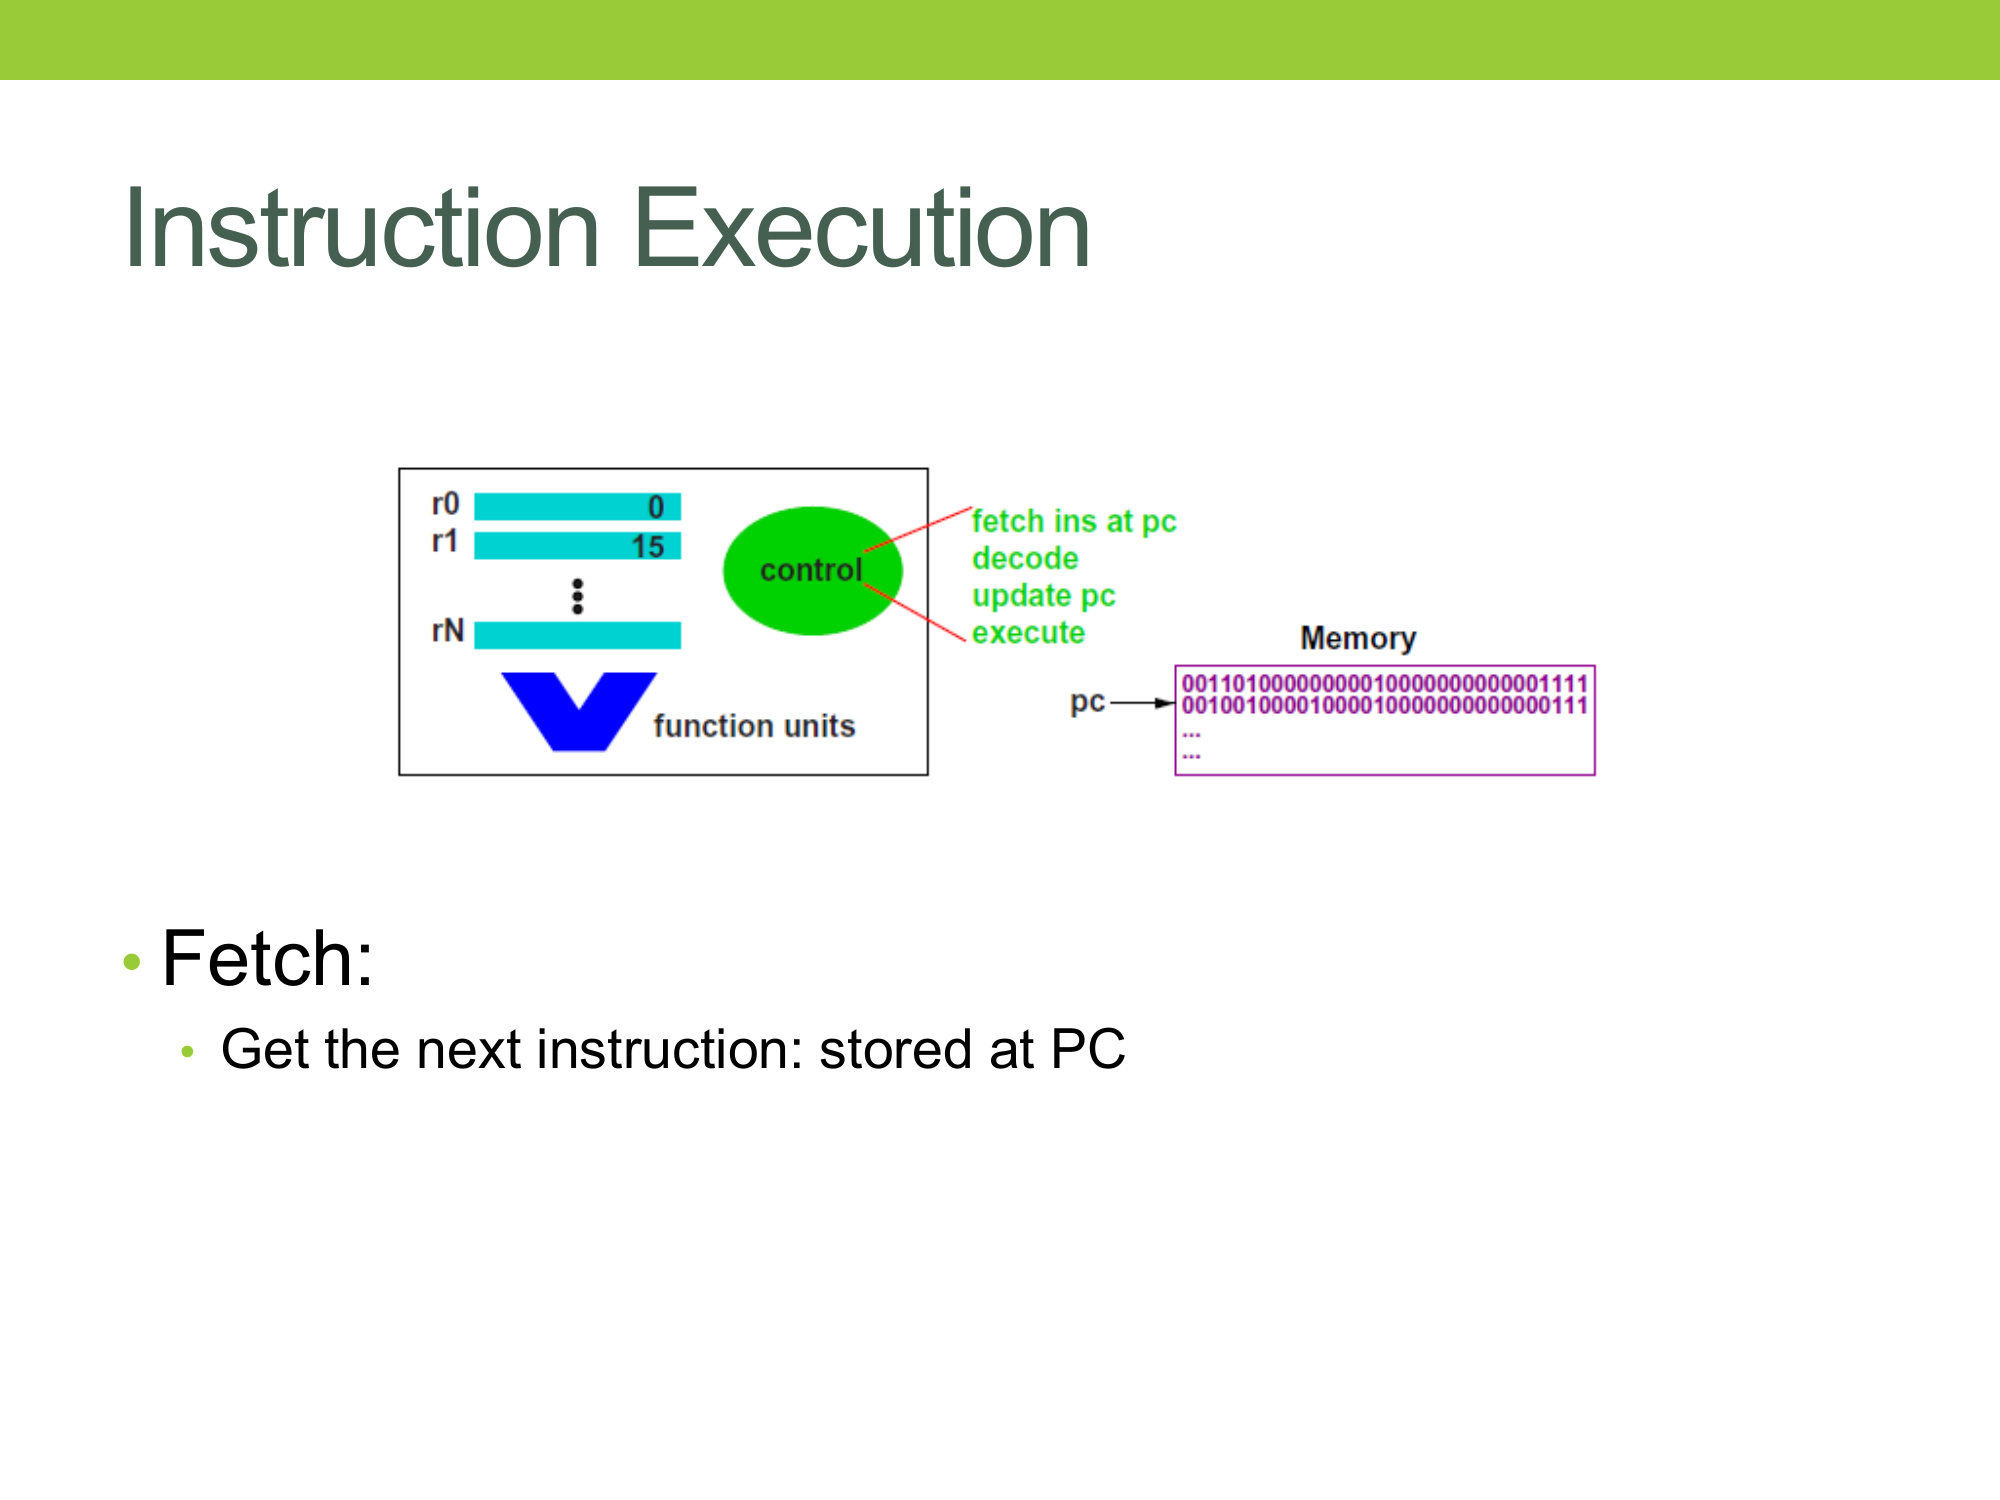 Instruction Execution
r0 0
r1 15
rN
control
function units
fetch ins at pc
decode
update pc
execute
Memory
pc
00110100000000010000000000001111
00100100001000010000000000000111
...
...
• Fetch:
• Get the next instruction: stored at PC